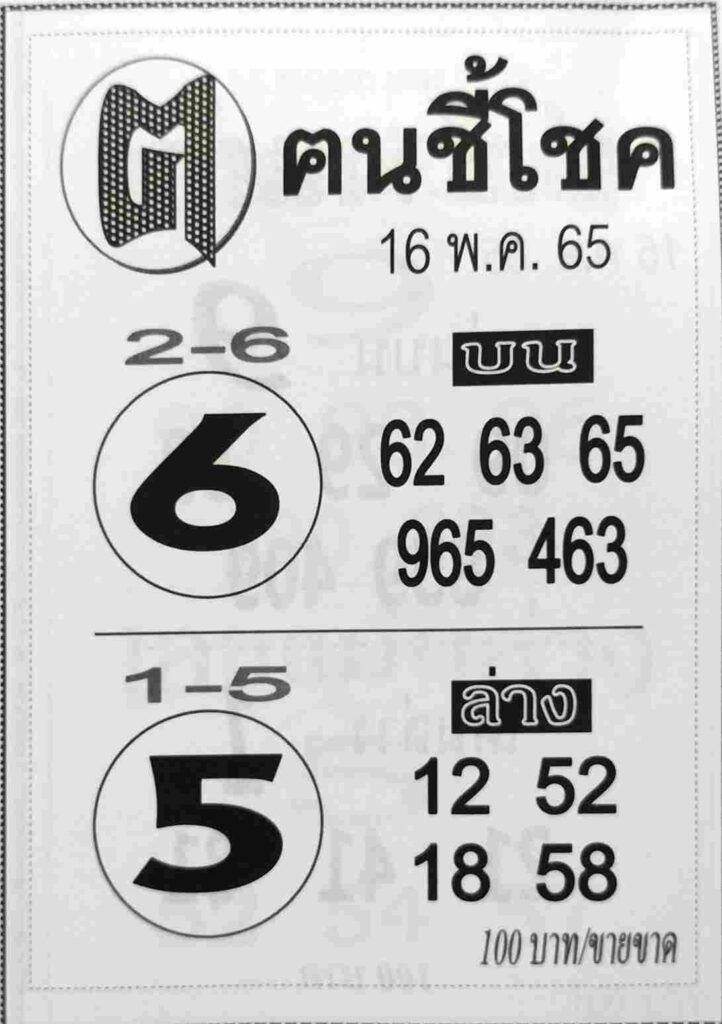 ฅ ฅนชี้โชค
16 พ.ค. 65
2-6 บน
6
62 63 65
965 463
1-5 ล่าง
5
12 52
18 58
100 บาท/ขายขาด